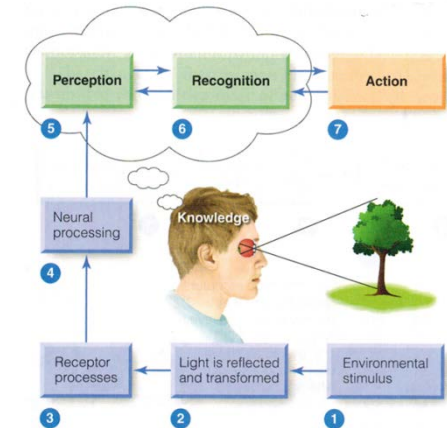 Perception
Recognition
Action
5
6
7
Knowledge
Neural
processing
4
Receptor
processes
Light is reflected
and transformed
Environmental
stimulus
3
2
1